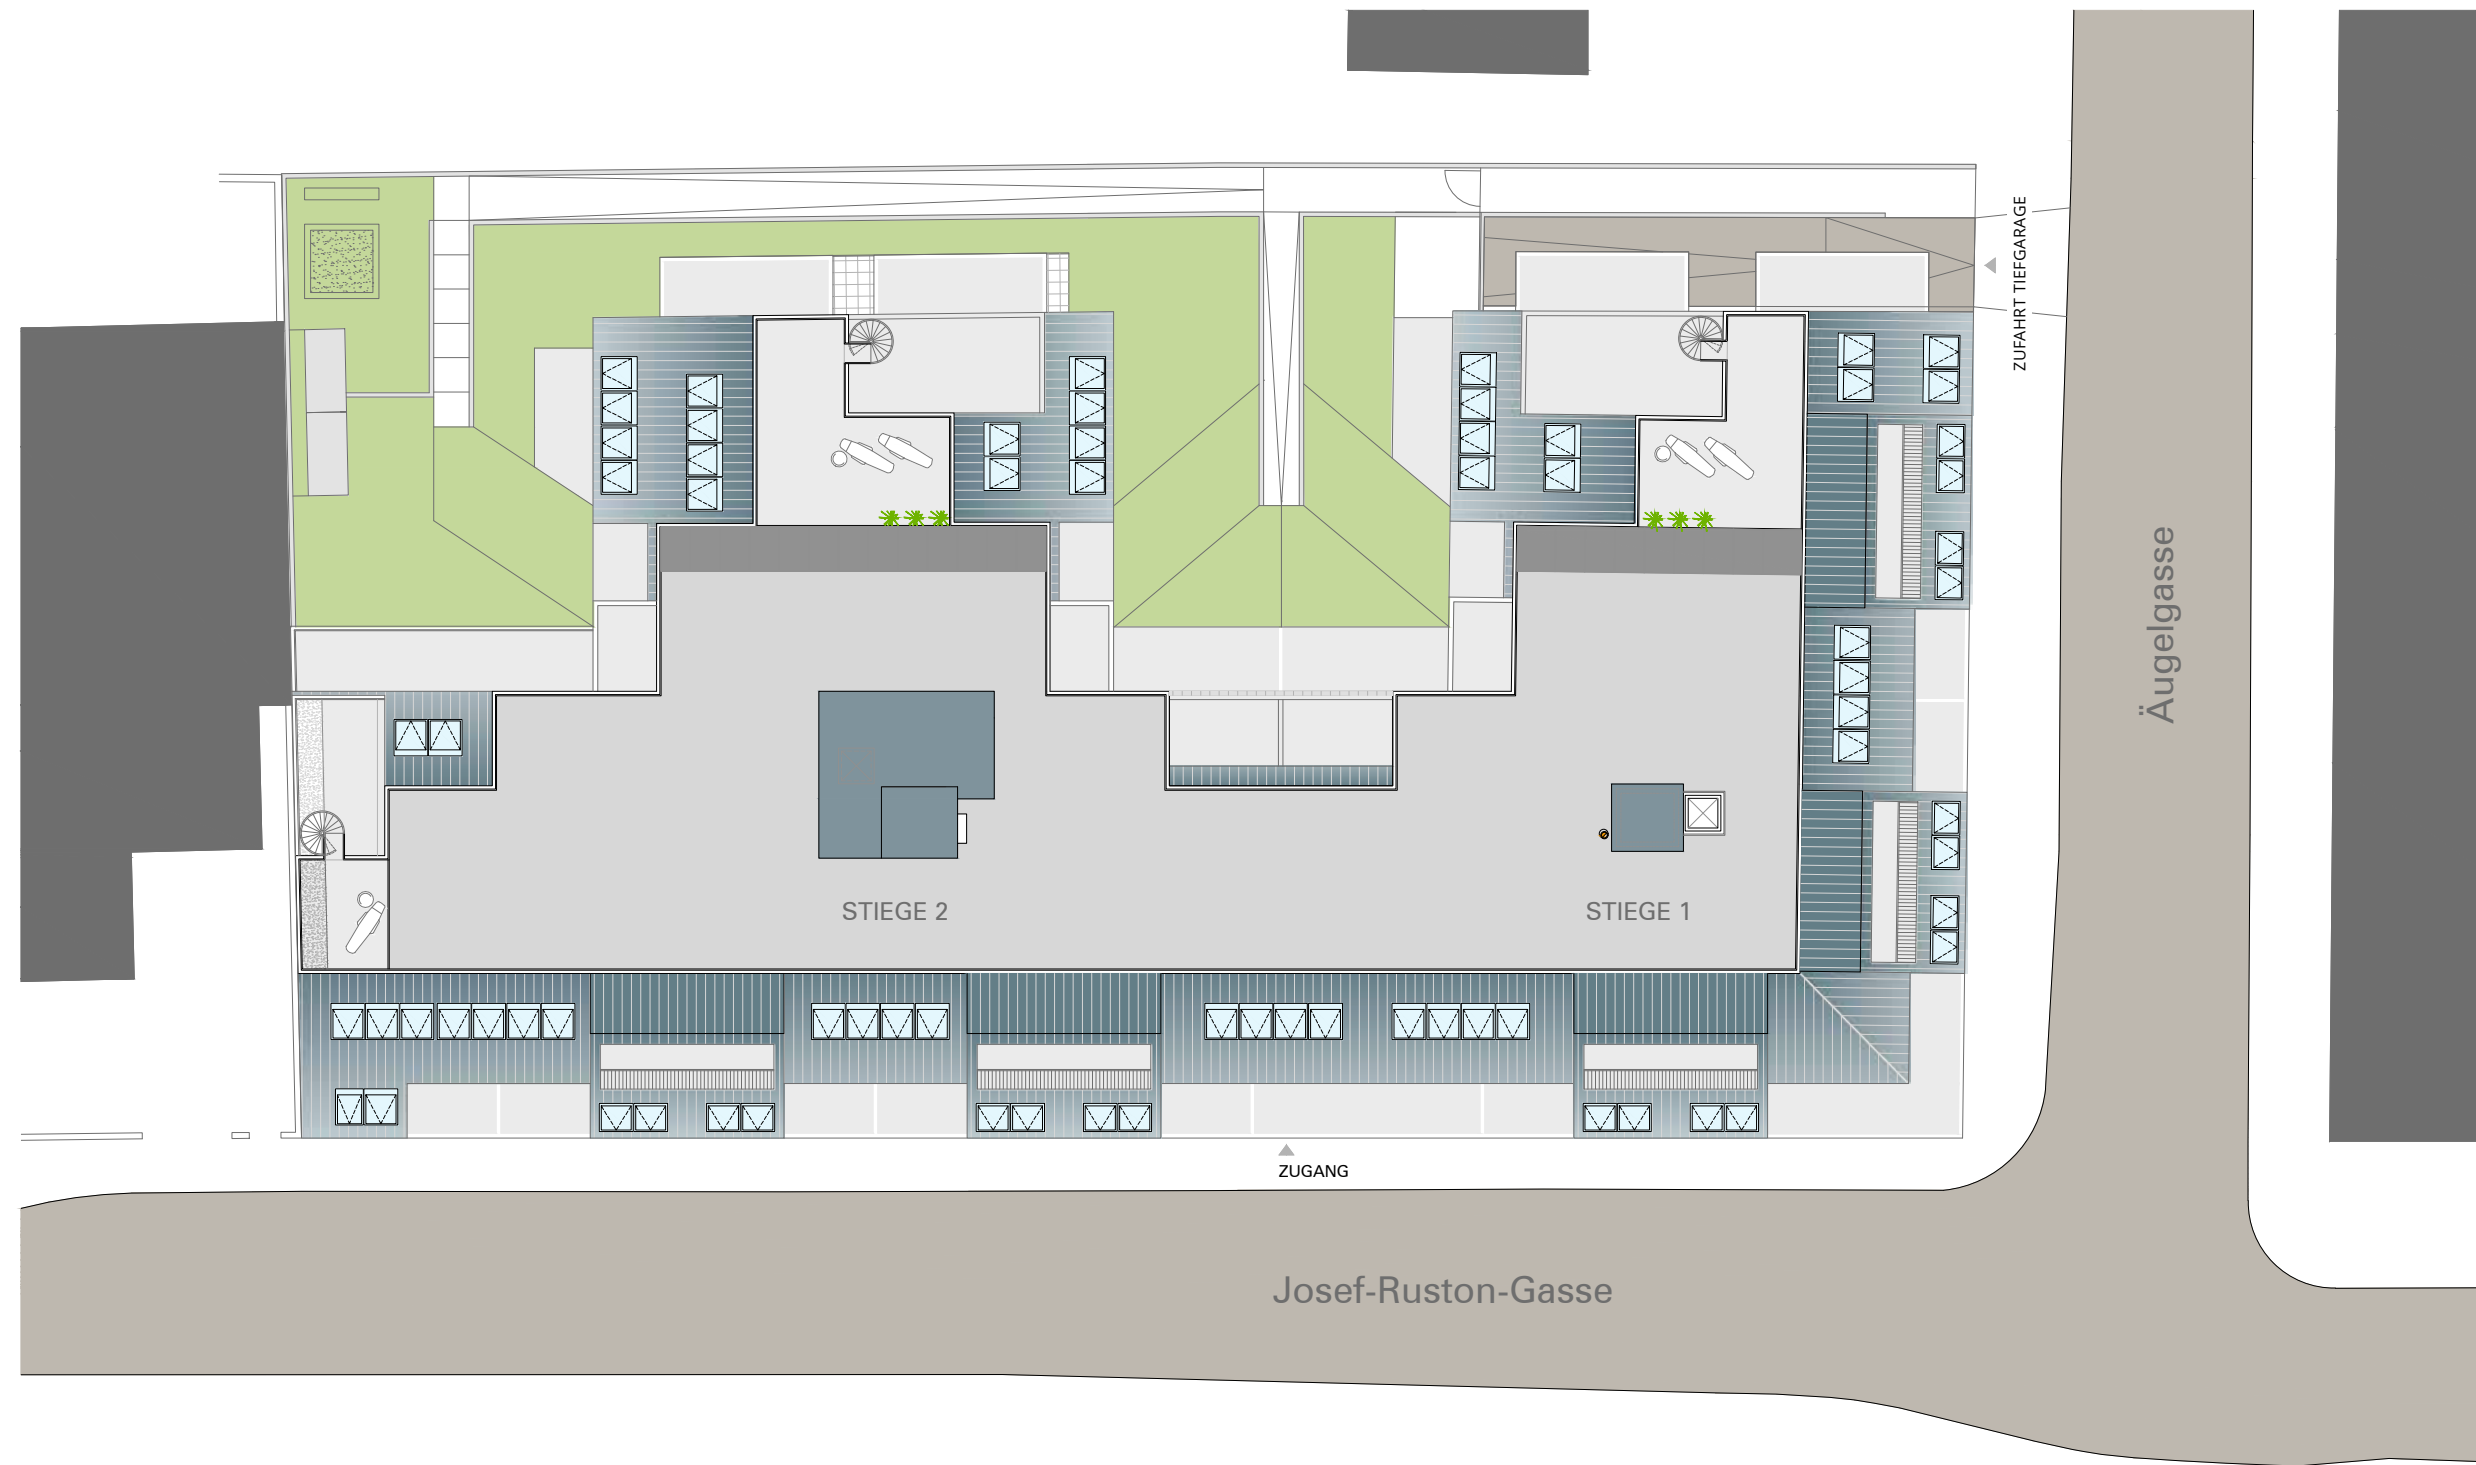 ZUFAHRT TIEFGARAGE
Äugelgasse
STIEGE 2
STIEGE 1
ZUGANG
Josef-Ruston-Gasse